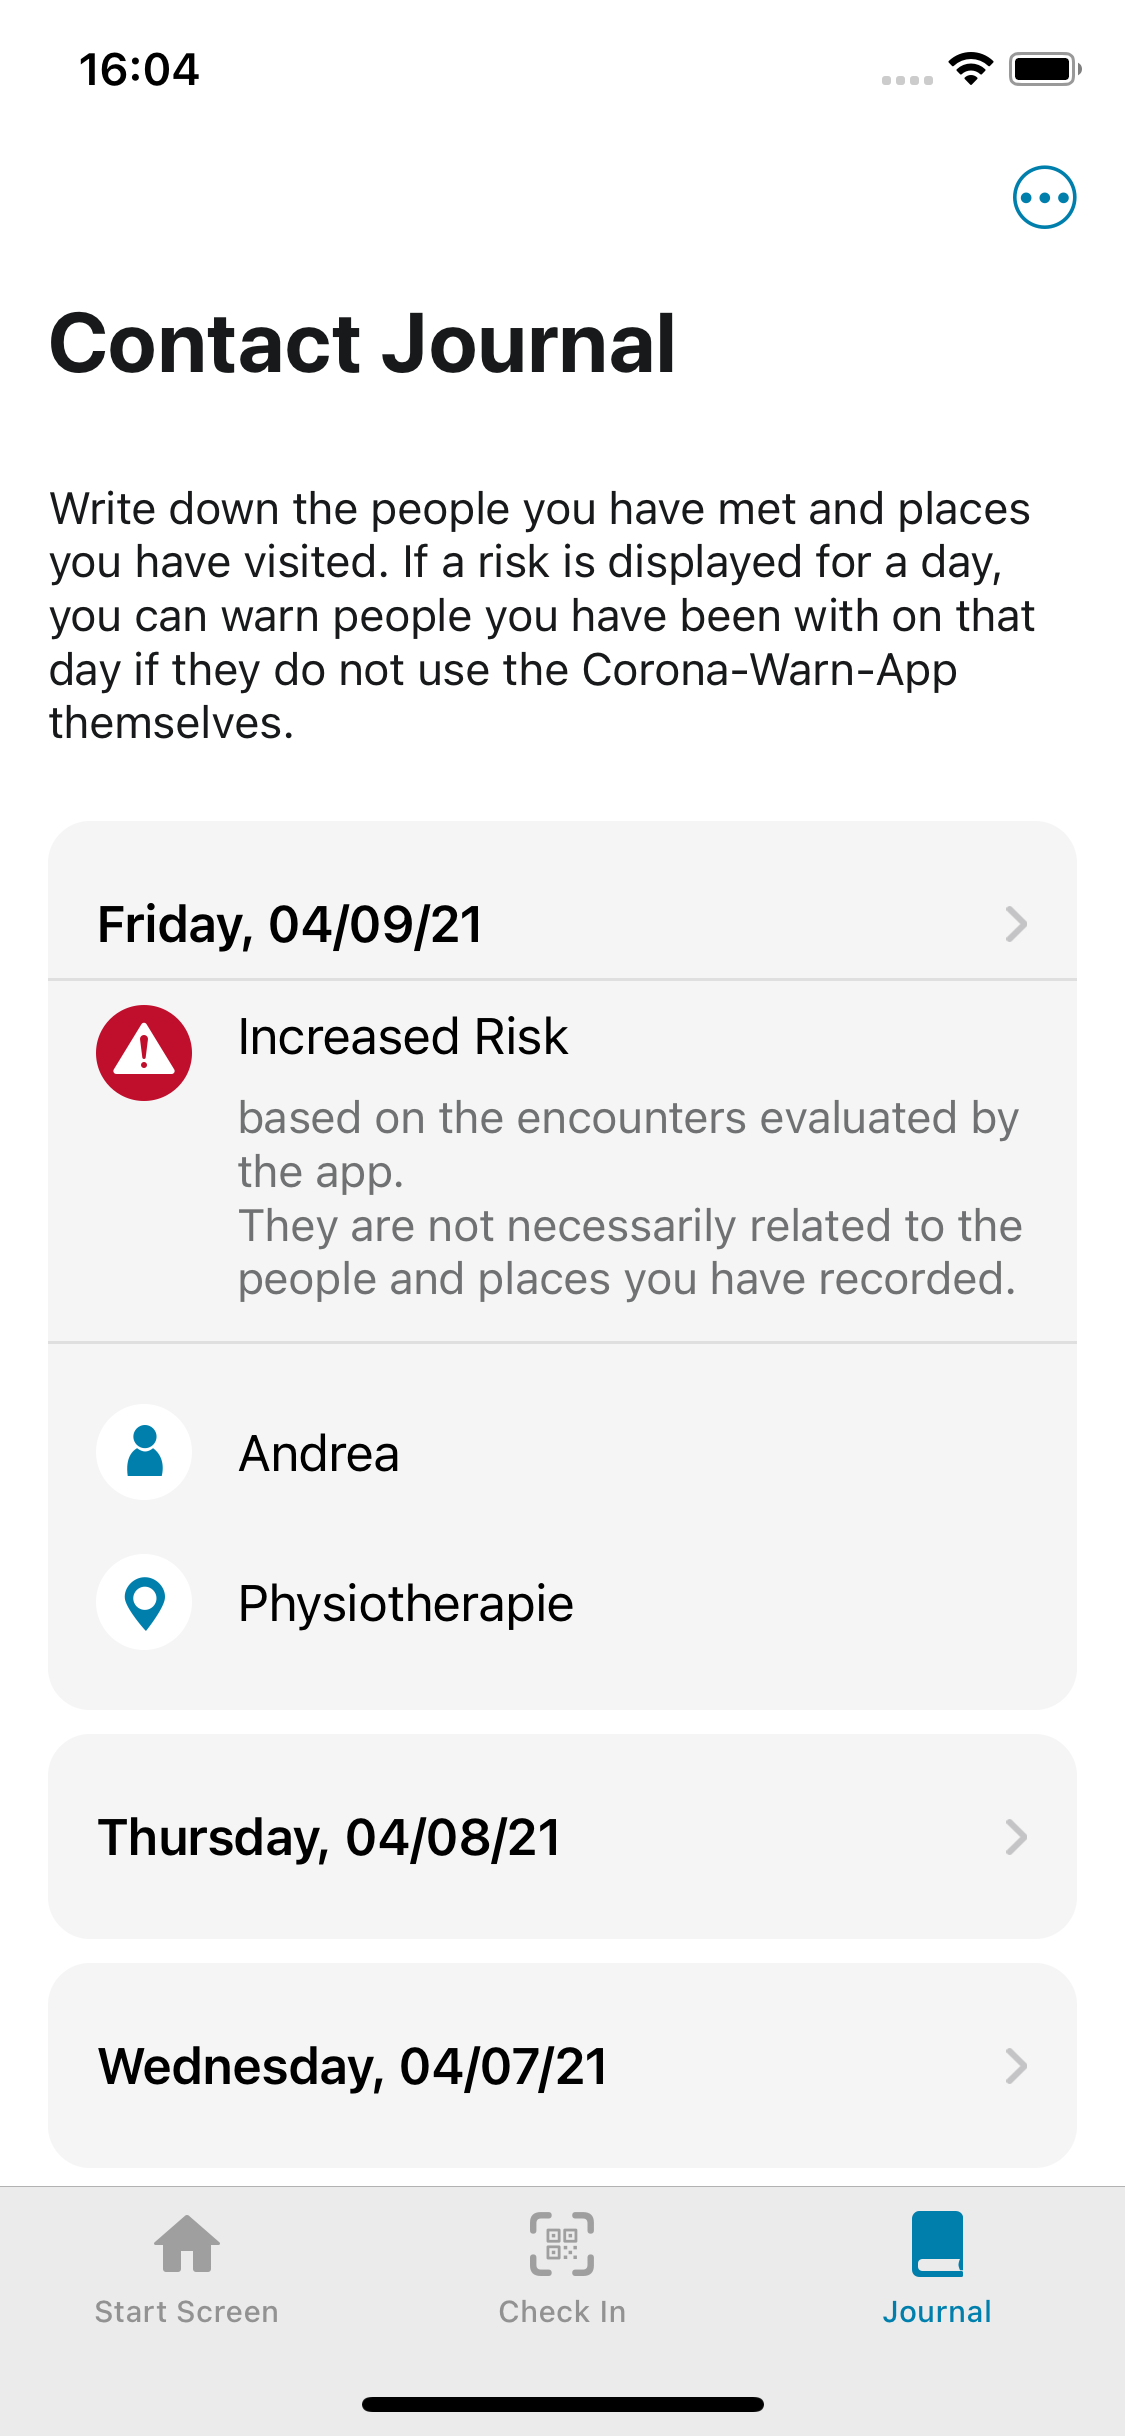 16:04
Contact Journal
Write down the people you have met and places
you have visited. If a risk is displayed for a day,
you can warn people you have been with on that
day if they do not use the Corona-Warn-App
themselves.
Friday, 04/09/21
Increased Risk
based on the encounters evaluated by
the app.
They are not necessarily related to the
people and places you have recorded.
Andrea
Physiotherapie
Thursday, 04/08/21
Wednesday, 04/07/21
Start Screen
Check In
Journal